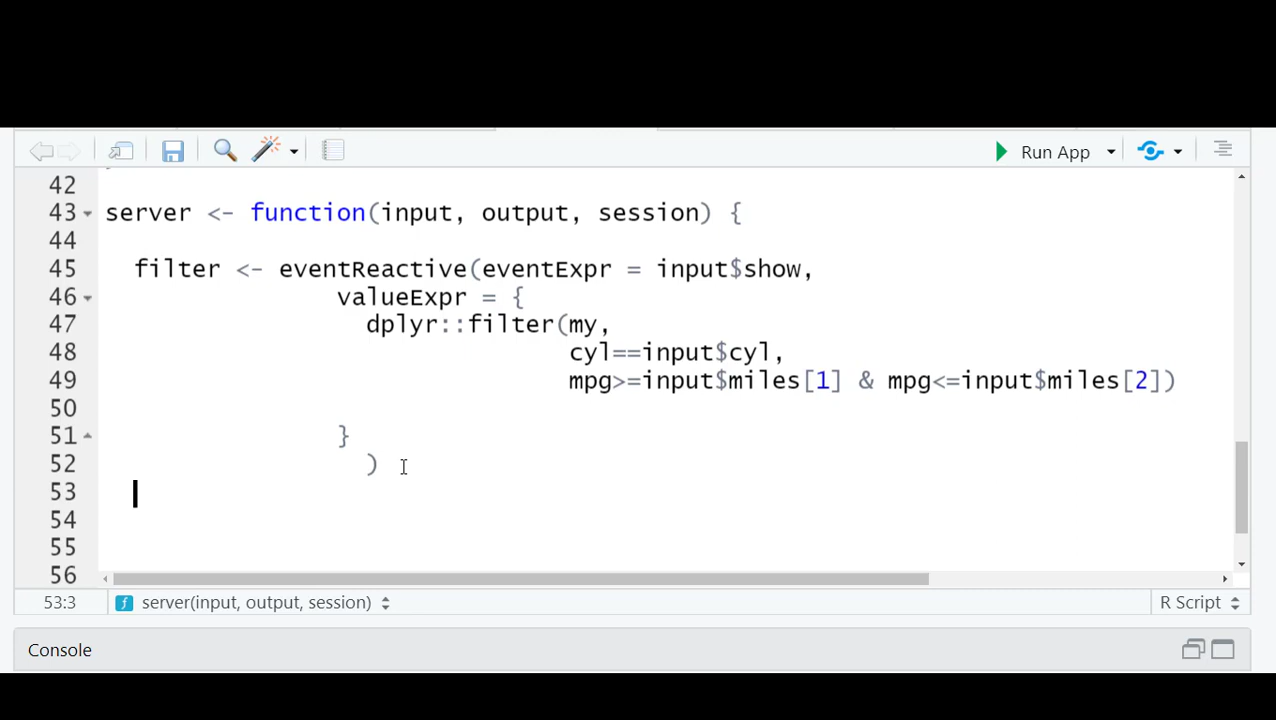 Run App
42
43 server <- function(input, output, session) {
44
45 filter <- eventReactive(eventExpr = input$show,
46 valueExpr = {
47 dplyr::filter(my,
48 cyl==input$cyl,
49 mpg>=input$miles[1] & mpg<=input$miles[2])
50
51 }
52 )
53
54
55
56
53:3 server(input, output, session) R Script
Console